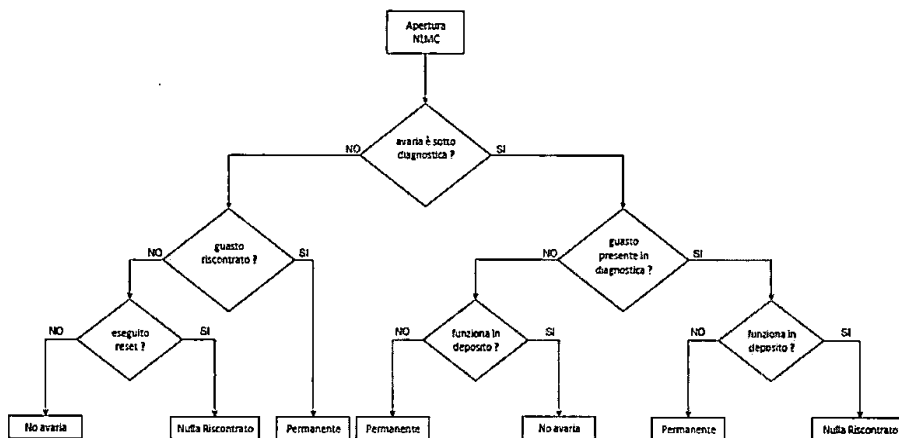 Apertura
NLMC
avaria è sotto
diagnostica ?
NO
SI
guasto
riscontrato ?
NO
SI
guasto
presente in
diagnostica ?
NO
SI
eseguito
reset ?
NO
SI
funziona in
deposito ?
NO
SI
funziona in
deposito ?
NO
SI
No avaria
Nulla Riscontrato
Permanente
Permanente
No avaria
Permanente
Nulla Riscontrato